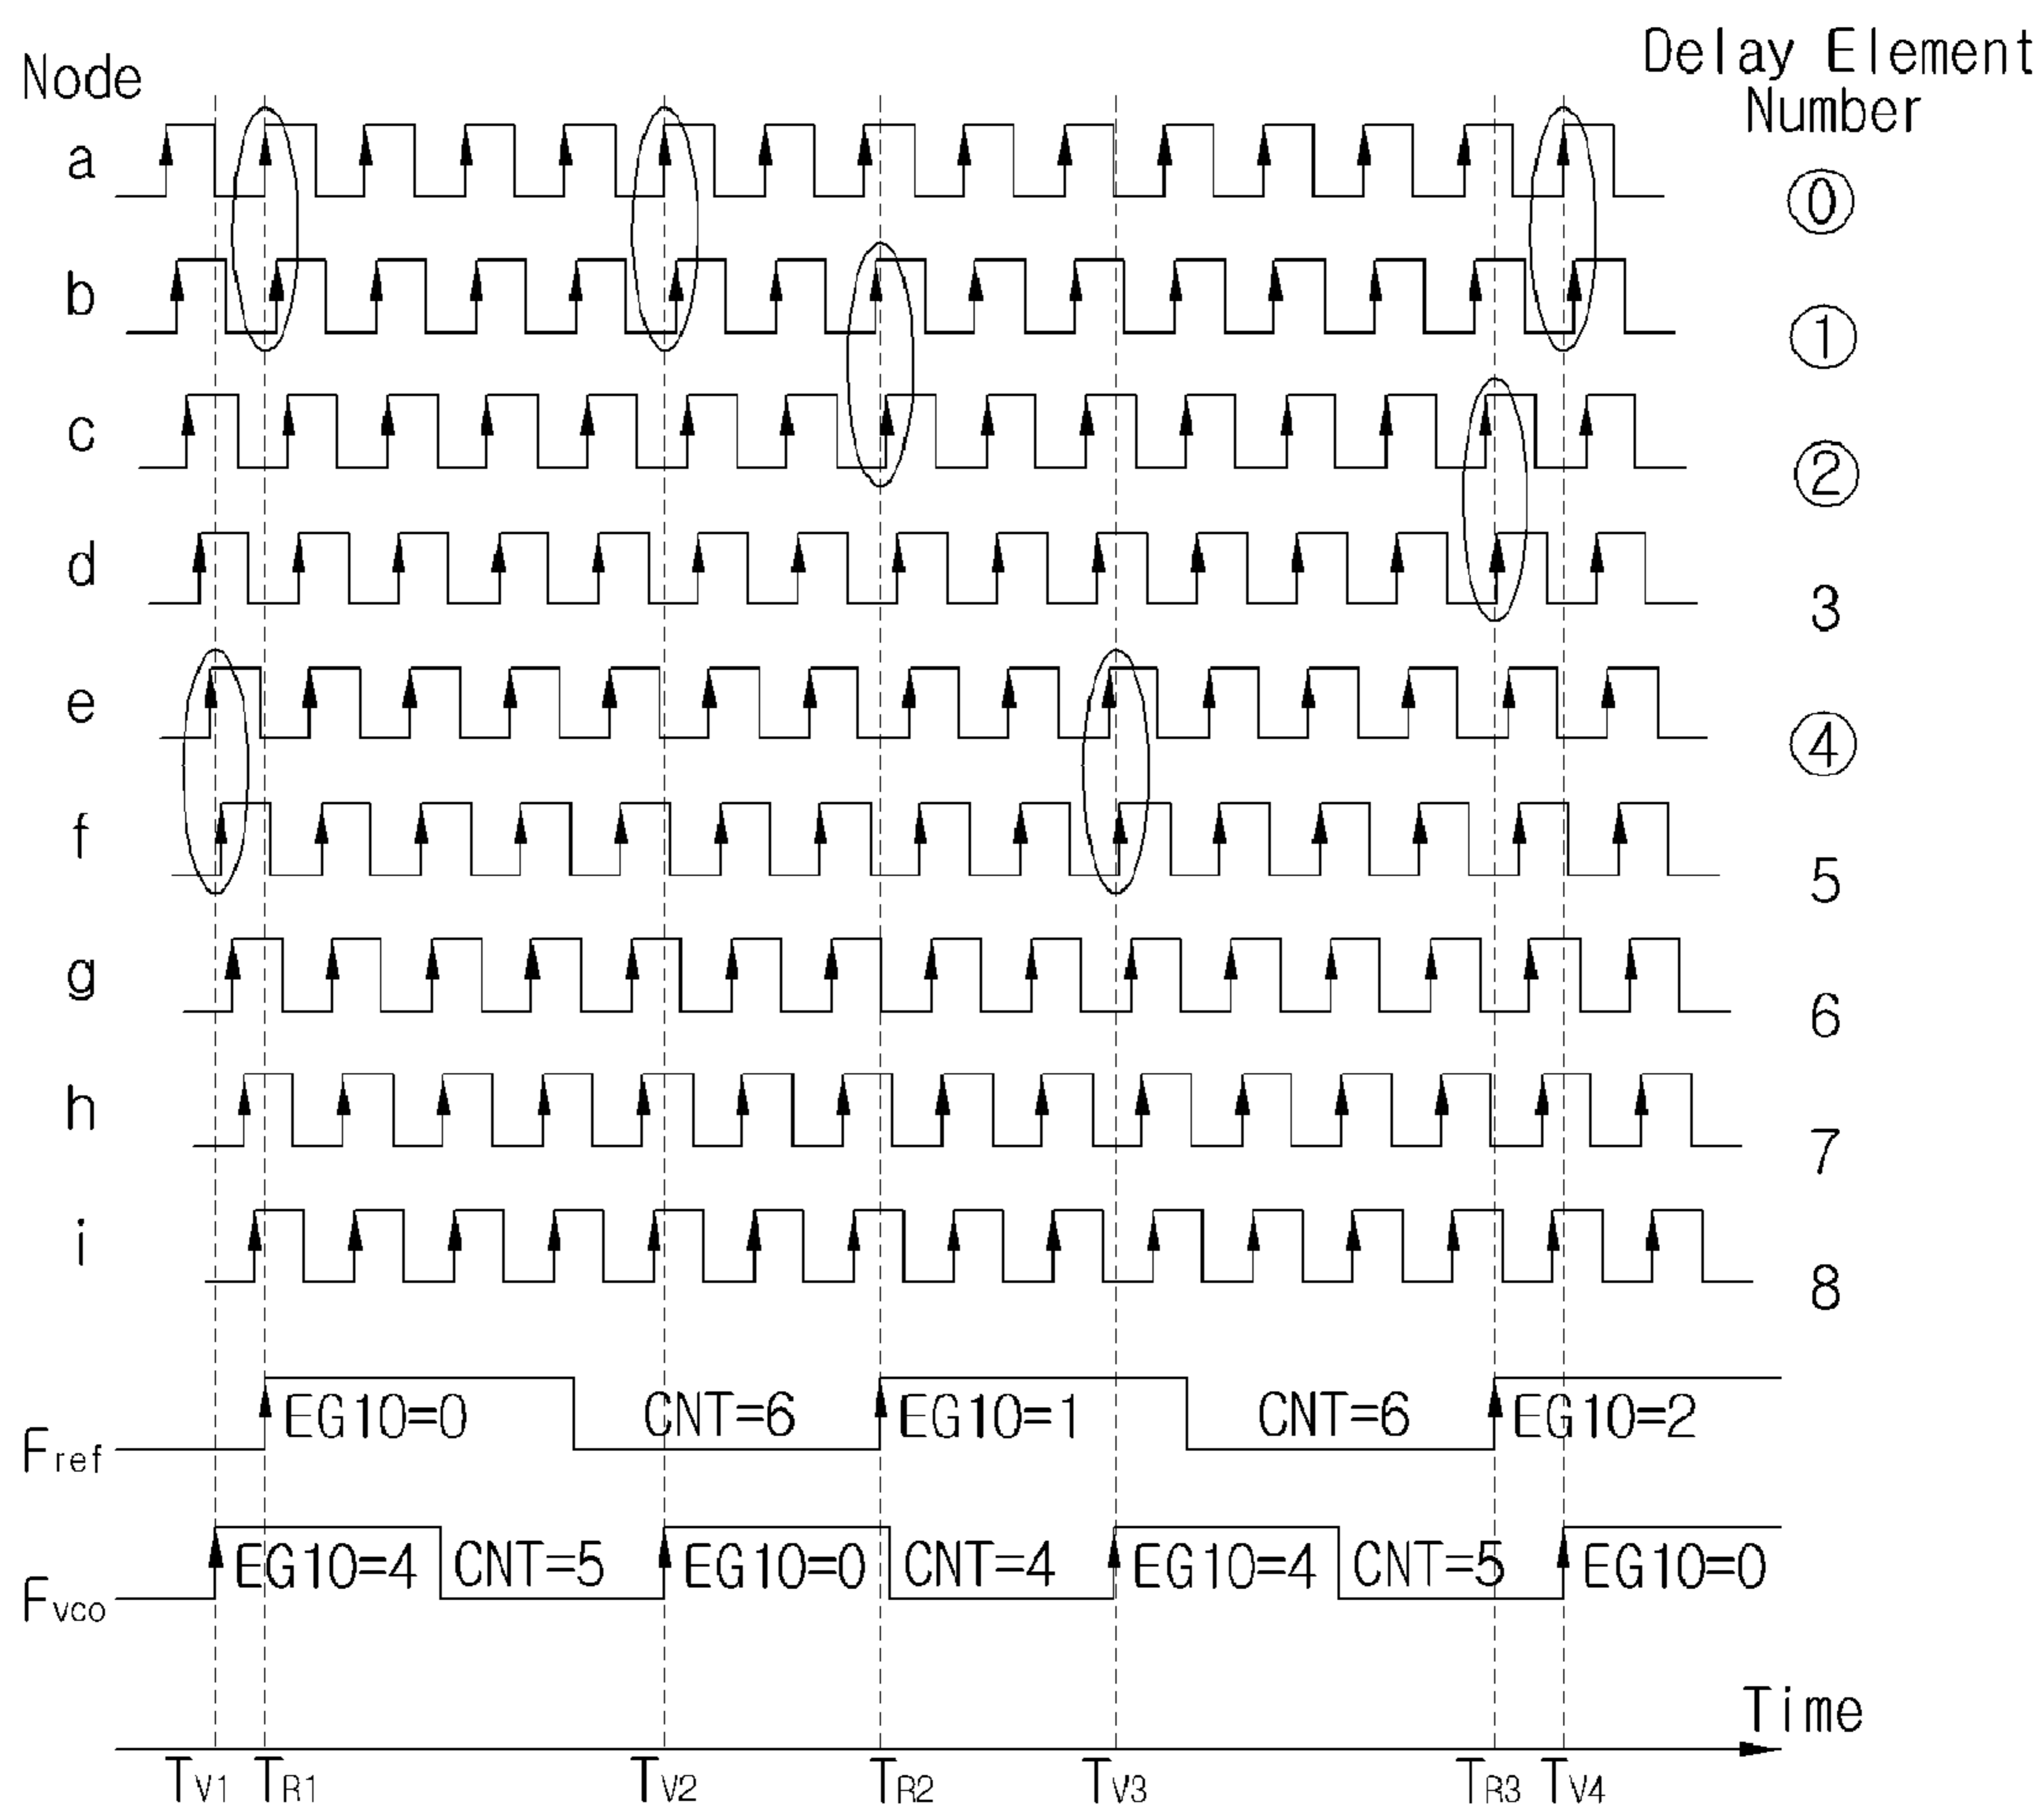 Node
Delay Element
Number
a
⓪
b
①
c
②
d
3
e
④
f
5
g
6
h
7
i
8
Fref EG10=0 CNT=6 EG10=1 CNT=6 EG10=2
Fvco EG10=4 CNT=5 EG10=0 CNT=4 EG10=4 CNT=5 EG10=0
Time
TV1 TR1 TV2 TR2 TV3 TR3 TV4